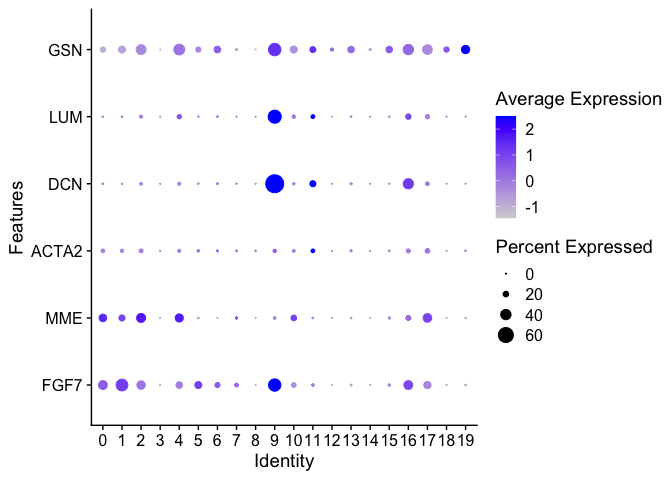 GSN
LUM
DCN
ACTA2
MME
FGF7
Features
0 1 2 3 4 5 6 7 8 9 10 11 12 13 14 15 16 17 18 19
Identity
Average Expression
2
1
0
-1
Percent Expressed
0
20
40
60